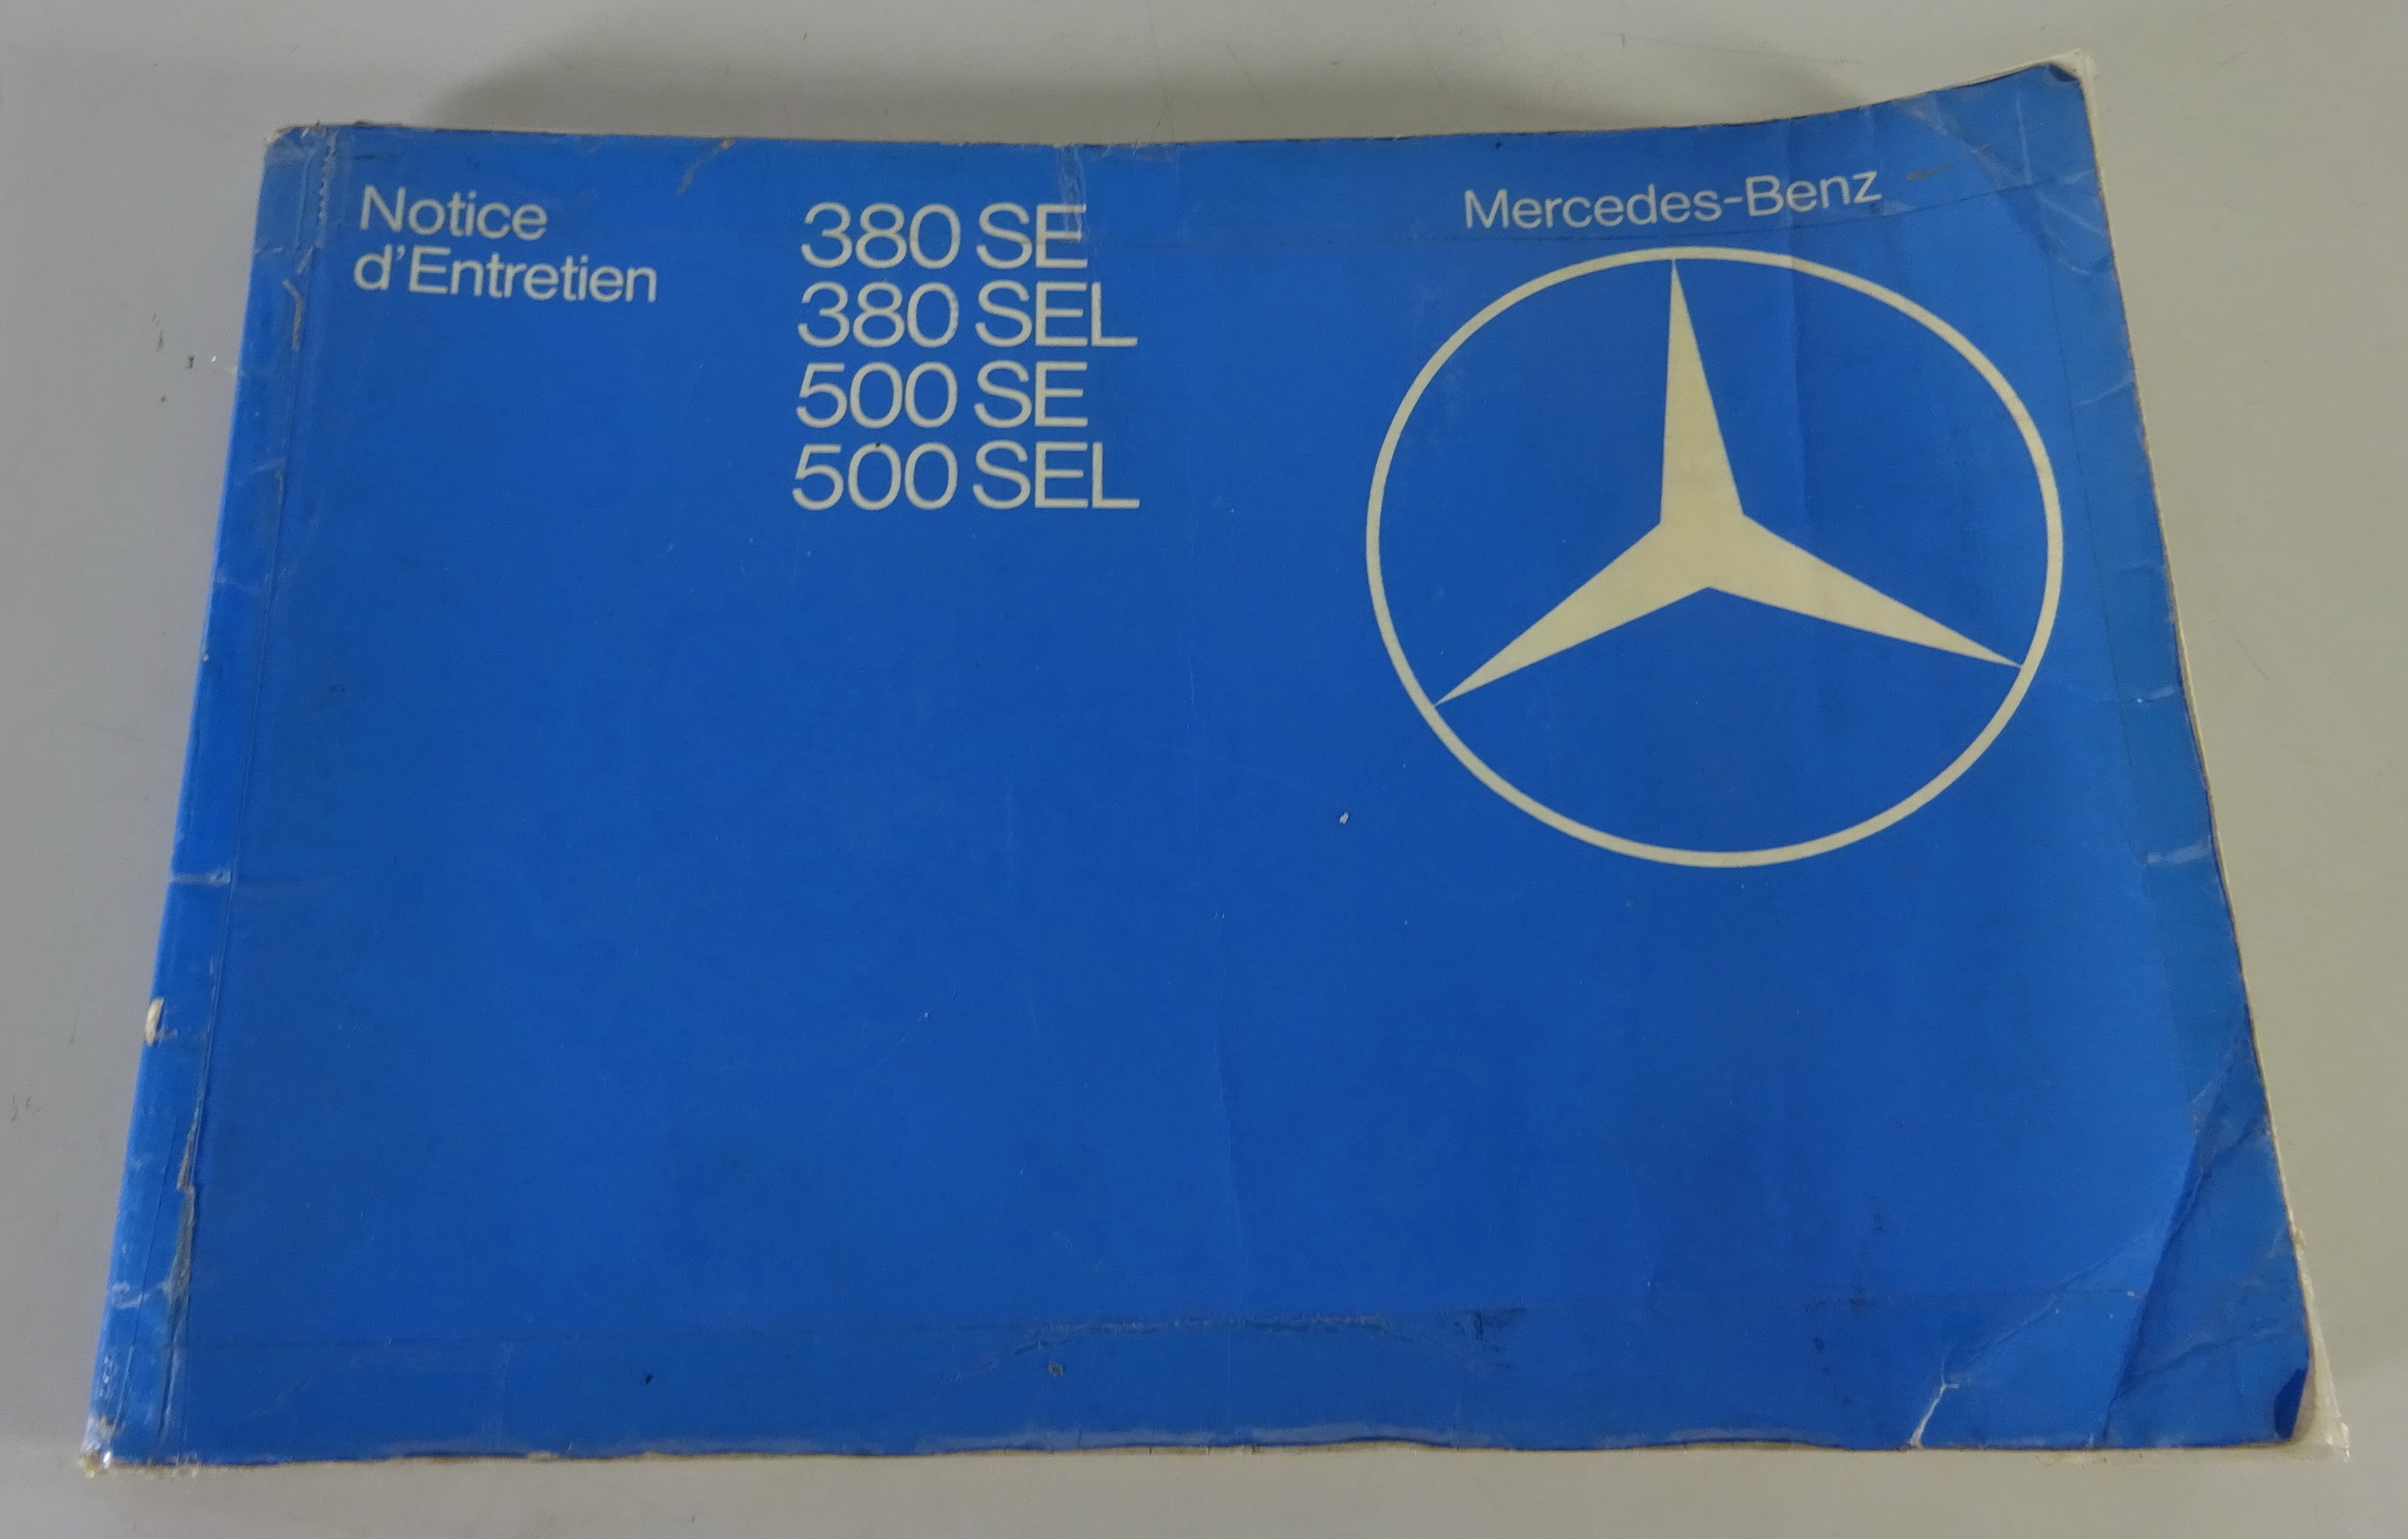 Notice
d'Entretien
380 SE
380 SEL
500 SE
500 SEL
Mercedes-Benz